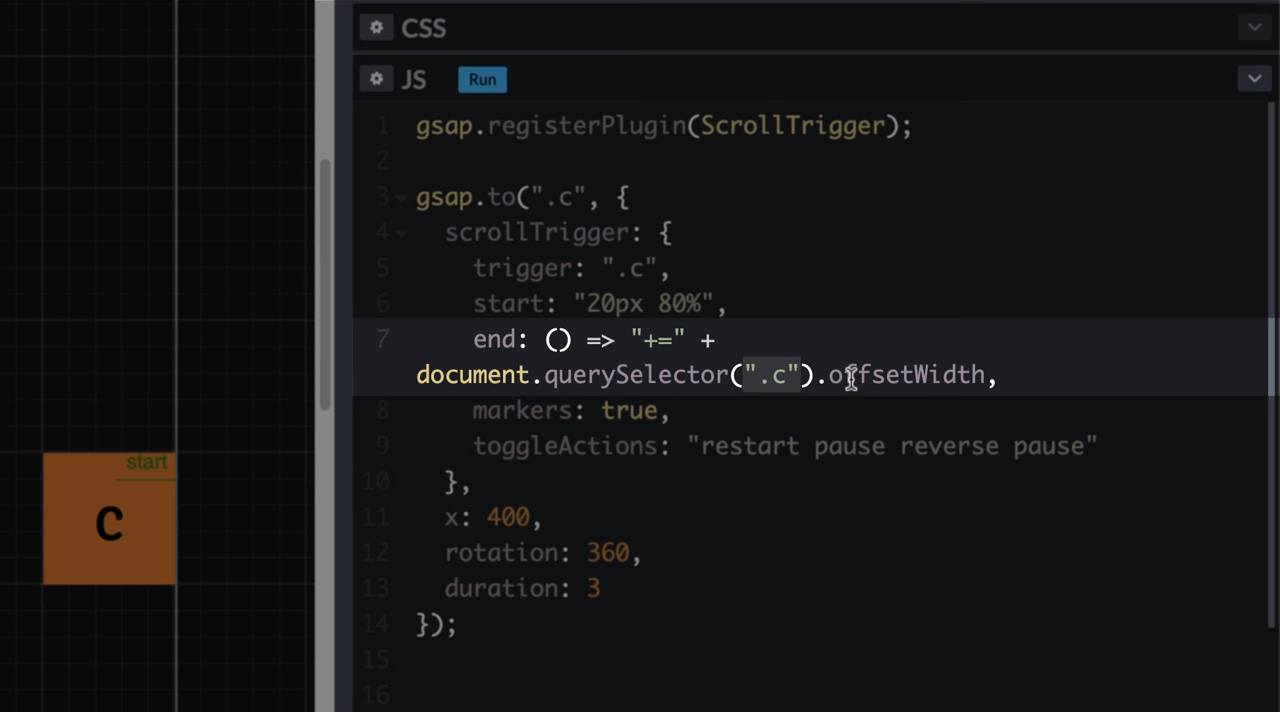 CSS
JS Run
1 gsap.registerPlugin(ScrollTrigger);
2
3 gsap.to(".c", {
4 scrollTrigger: {
5 trigger: ".c",
6 start: "20px 80%",
7 end: () => "+=" +
document.querySelector(".c").offsetWidth,
8 markers: true,
9 toggleActions: "restart pause reverse pause"
10 },
11 x: 400,
12 rotation: 360,
13 duration: 3
14 });
15
16
start
C